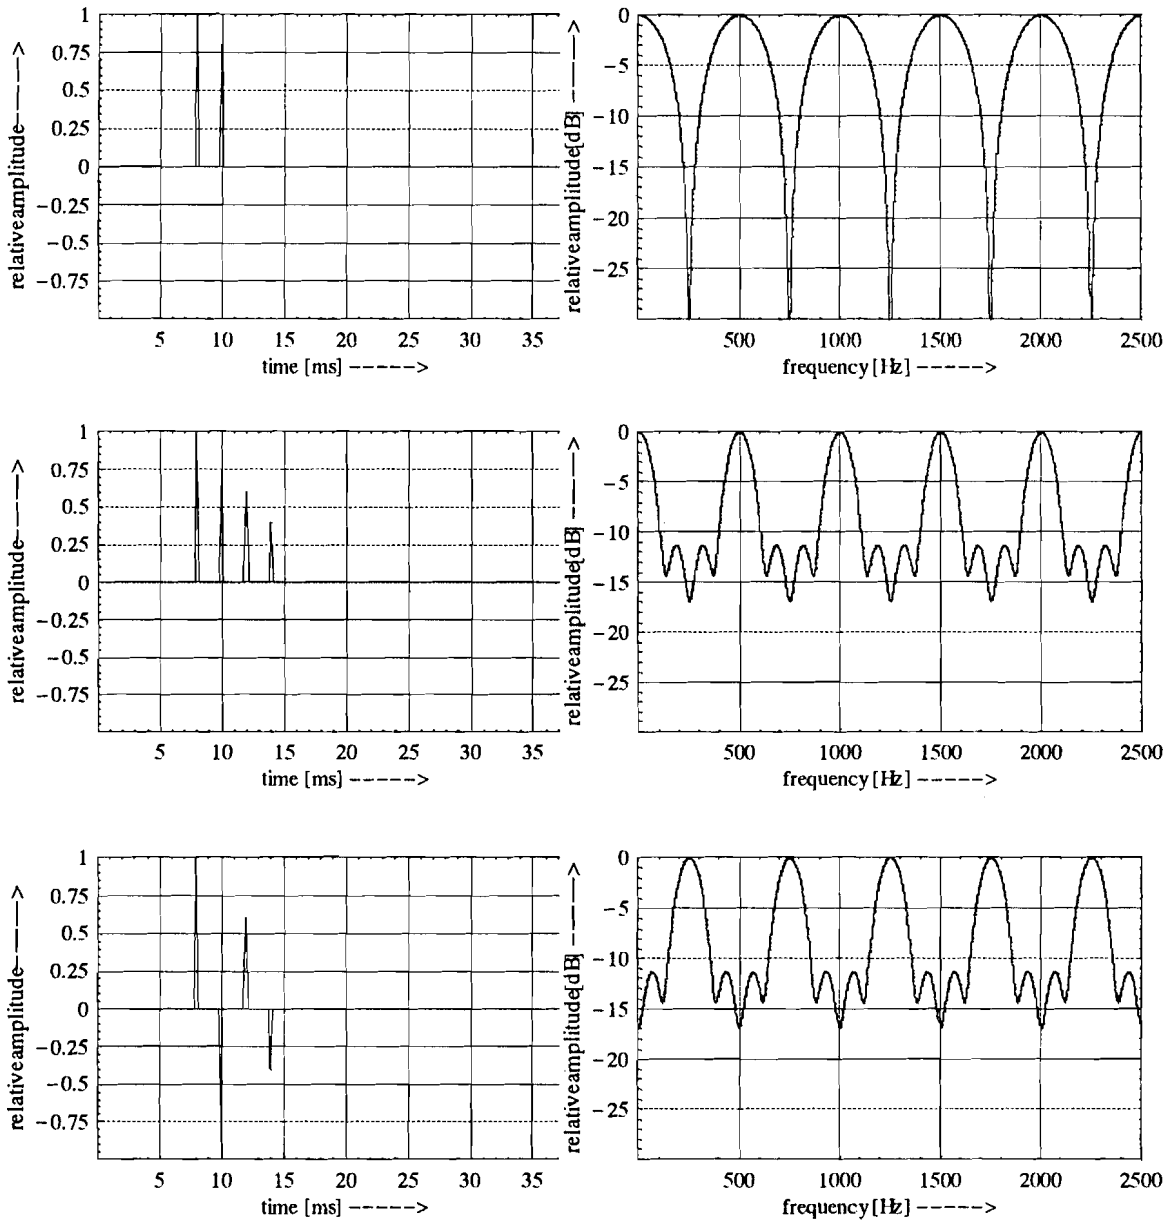 1
0.75
0.5
0.25
0
−0.25
−0.5
−0.75
5 10 15 20 25 30 35
time [ms] ----->
relativeamplitude----->
0
−5
−10
−15
−20
−25
500 1000 1500 2000 2500
frequency [Hz] ----->
relativeamplitude[dB] ----->
1
0.75
0.5
0.25
0
−0.25
−0.5
−0.75
5 10 15 20 25 30 35
time [ms] ----->
relativeamplitude----->
0
−5
−10
−15
−20
−25
500 1000 1500 2000 2500
frequency [Hz] ----->
relativeamplitude[dB] ----->
1
0.75
0.5
0.25
0
−0.25
−0.5
−0.75
5 10 15 20 25 30 35
time [ms] ----->
relativeamplitude----->
0
−5
−10
−15
−20
−25
500 1000 1500 2000 2500
frequency [Hz] ----->
relativeamplitude[dB] ----->